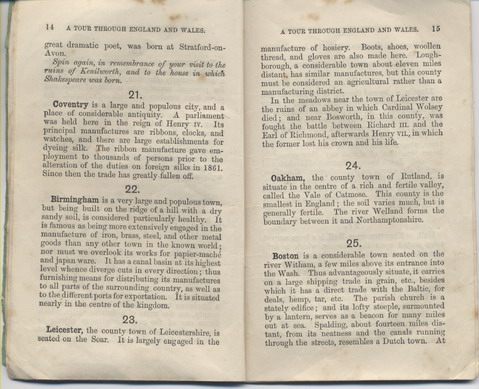 14 A TOUR THROUGH ENGLAND AND WALES.
great dramatic poet, was born at Stratford-on-
Avon.
Spin again, in remembrance of your visit to the
ruins of Kenilworth, and to the house in which
Shakespeare was born.
21.
Coventry is a large and populous city, and a
place of considerable antiquity. A parliament
was held here in the reign of Henry IV. Its
principal manufactures are ribbons, clocks, and
watches, and there are large establishments for
dyeing silk. The ribbon manufacture gave em-
ployment to thousands of persons prior to the
alteration of the duties on foreign silks in 1861.
Since then the trade has greatly fallen off.
22.
Birmingham is a very large and populous town,
but being built on the ridge of a hill with a dry
sandy soil, is considered particularly healthy. It
is famous as being more extensively engaged in the
manufacture of iron, brass, steel, and other metal
goods than any other town in the known world;
nor must we overlook its works for papier-maché
and japan ware. It has a canal basin at its highest
level whence diverge cuts in every direction; thus
furnishing means for distributing its manufactures
to all parts of the surrounding country, as well as
to the different ports for exportation. It is situated
nearly in the centre of the kingdom.
23.
Leicester, the county town of Leicestershire, is
seated on the Soar. It is largely engaged in the
A TOUR THROUGH ENGLAND AND WALES. 15
manufacture of hosiery. Boots, shoes, woollen
thread, and gloves are also made here. Lough-
borough, a considerable town about eleven miles
distant, has similar manufactures, but this county
must be considered an agricultural rather than a
manufacturing district.
In the meadows near the town of Leicester are
the ruins of an abbey in which Cardinal Wolsey
died; and near Bosworth, in this county, was
fought the battle between Richard III. and the
Earl of Richmond, afterwards Henry VII., in which
the former lost his crown and his life.
24.
Oakham, the county town of Rutland, is
situate in the centre of a rich and fertile valley,
called the Vale of Catmose. This county is the
smallest in England; the soil varies much, but is
generally fertile. The river Welland forms the
boundary between it and Northamptonshire.
25.
Boston is a considerable town seated on the
river Witham, a few miles above its entrance into
the Wash. Thus advantageously situate, it carries
on a large shipping trade in grain, etc., besides
which it has a direct trade with the Baltic, for
deals, hemp, tar, etc. The parish church is a
stately edifice; and its lofty steeple, surmounted
by a lantern, serves as a beacon for many miles
out at sea. Spalding, about fourteen miles dis-
tant, from its neatness and the canals running
through the streets, resembles a Dutch town. At